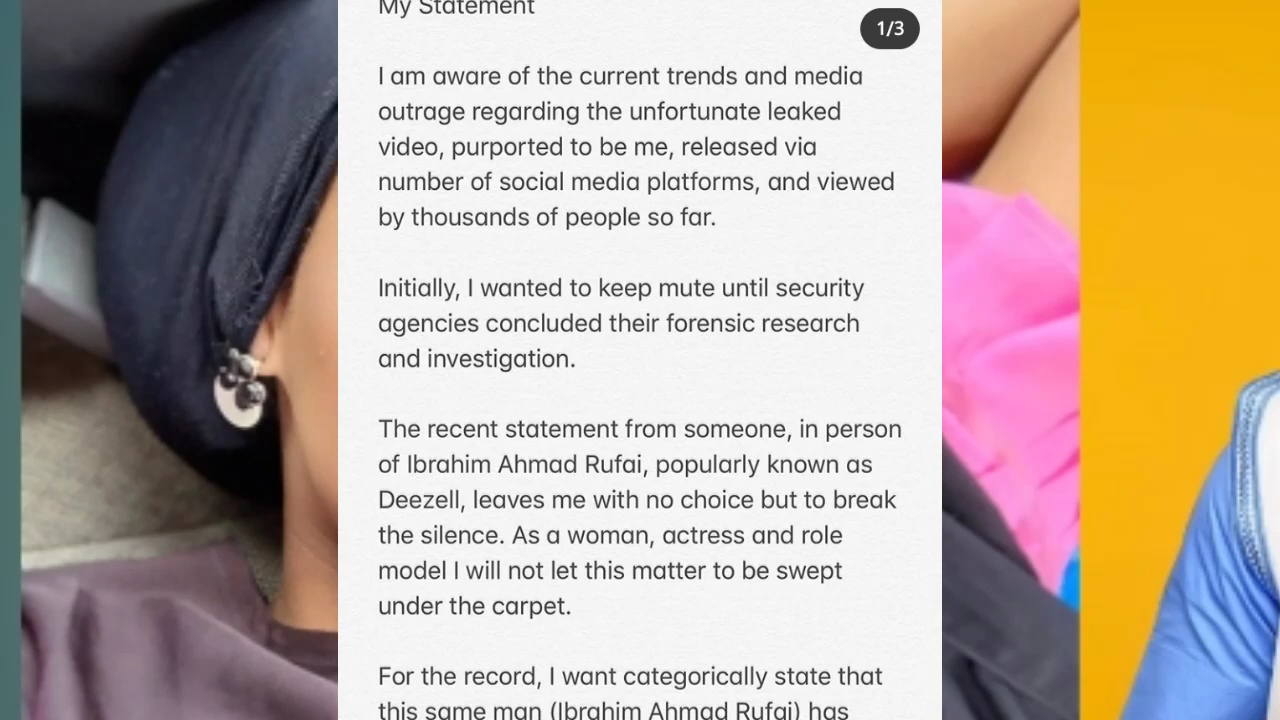 My Statement
1/3
I am aware of the current trends and media
outrage regarding the unfortunate leaked
video, purported to be me, released via
number of social media platforms, and viewed
by thousands of people so far.
Initially, I wanted to keep mute until security
agencies concluded their forensic research
and investigation.
The recent statement from someone, in person
of Ibrahim Ahmad Rufai, popularly known as
Deezell, leaves me with no choice but to break
the silence. As a woman, actress and role
model I will not let this matter to be swept
under the carpet.
For the record, I want categorically state that
this same man (Ibrahim Ahmad Rufai) has